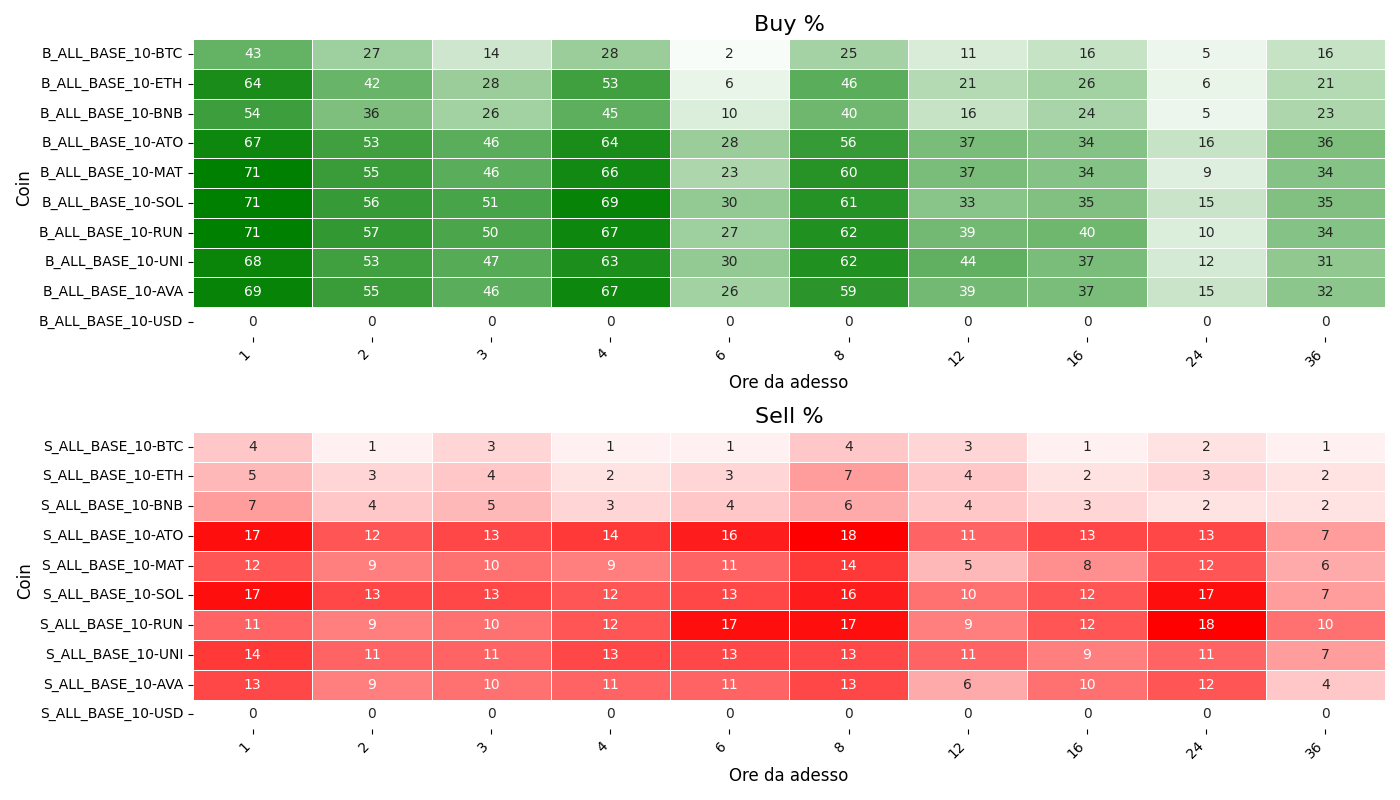 Buy %
Coin
B_ALL_BASE_10-BTC 43 27 14 28 2 25 11 16 5 16
B_ALL_BASE_10-ETH 64 42 28 53 6 46 21 26 6 21
B_ALL_BASE_10-BNB 54 36 26 45 10 40 16 24 5 23
B_ALL_BASE_10-ATO 67 53 46 64 28 56 37 34 16 36
B_ALL_BASE_10-MAT 71 55 46 66 23 60 37 34 9 34
B_ALL_BASE_10-SOL 71 56 51 69 30 61 33 35 15 35
B_ALL_BASE_10-RUN 71 57 50 67 27 62 39 40 10 34
B_ALL_BASE_10-UNI 68 53 47 63 30 62 44 37 12 31
B_ALL_BASE_10-AVA 69 55 46 67 26 59 39 37 15 32
B_ALL_BASE_10-USD 0 0 0 0 0 0 0 0 0 0
1 2 3 4 6 8 12 16 24 36
Ore da adesso
Sell %
Coin
S_ALL_BASE_10-BTC 4 1 3 1 1 4 3 1 2 1
S_ALL_BASE_10-ETH 5 3 4 2 3 7 4 2 3 2
S_ALL_BASE_10-BNB 7 4 5 3 4 6 4 3 2 2
S_ALL_BASE_10-ATO 17 12 13 14 16 18 11 13 13 7
S_ALL_BASE_10-MAT 12 9 10 9 11 14 5 8 12 6
S_ALL_BASE_10-SOL 17 13 13 12 13 16 10 12 17 7
S_ALL_BASE_10-RUN 11 9 10 12 17 17 9 12 18 10
S_ALL_BASE_10-UNI 14 11 11 13 13 13 11 9 11 7
S_ALL_BASE_10-AVA 13 9 10 11 11 13 6 10 12 4
S_ALL_BASE_10-USD 0 0 0 0 0 0 0 0 0 0
1 2 3 4 6 8 12 16 24 36
Ore da adesso